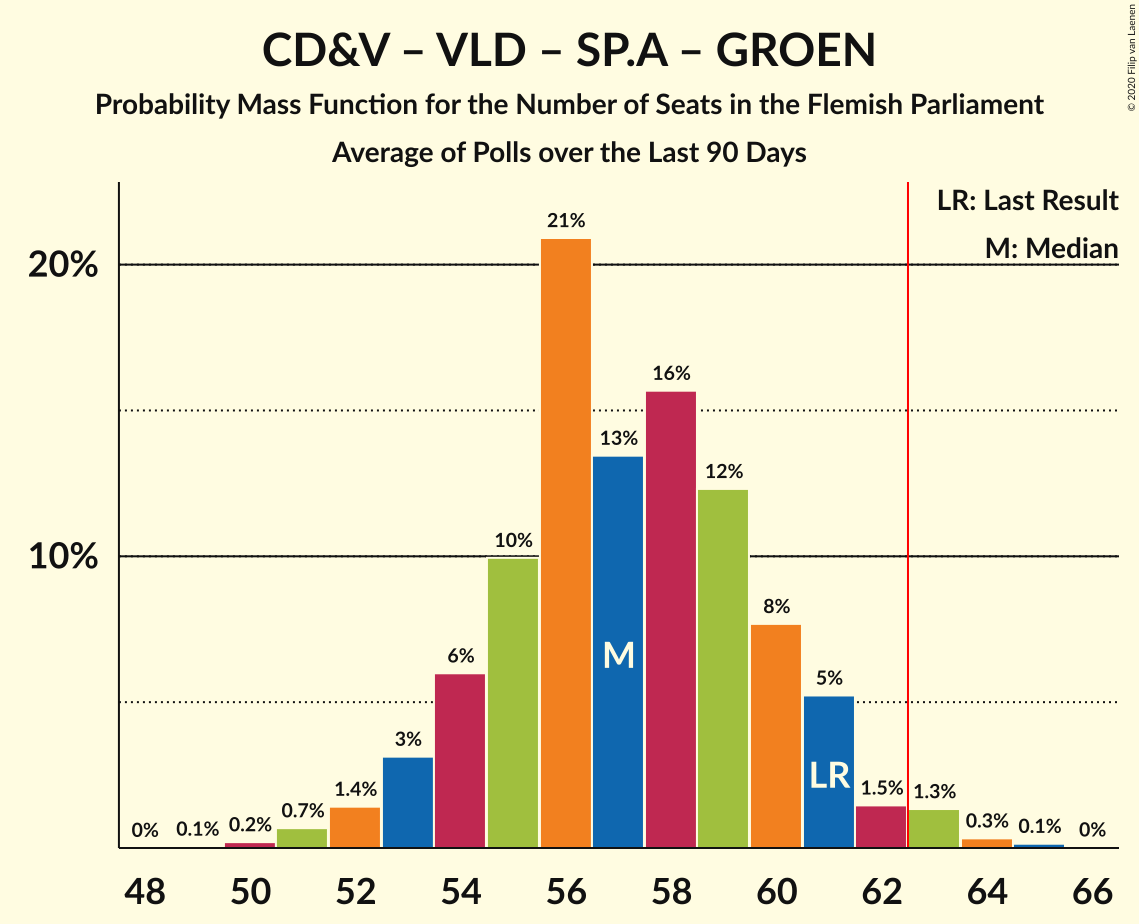 CD&V – VLD – SP.A – GROEN
Probability Mass Function for the Number of Seats in the Flemish Parliament
Average of Polls over the Last 90 Days
© 2020 Filip van Laenen
LR: Last Result
M: Median
20%
10%
0%
0.1%
0.2%
0.7%
1.4%
3%
6%
10%
21%
13%
16%
12%
8%
5%
1.5%
1.3%
0.3%
0.1%
0%
M
LR
48 50 52 54 56 58 60 62 64 66